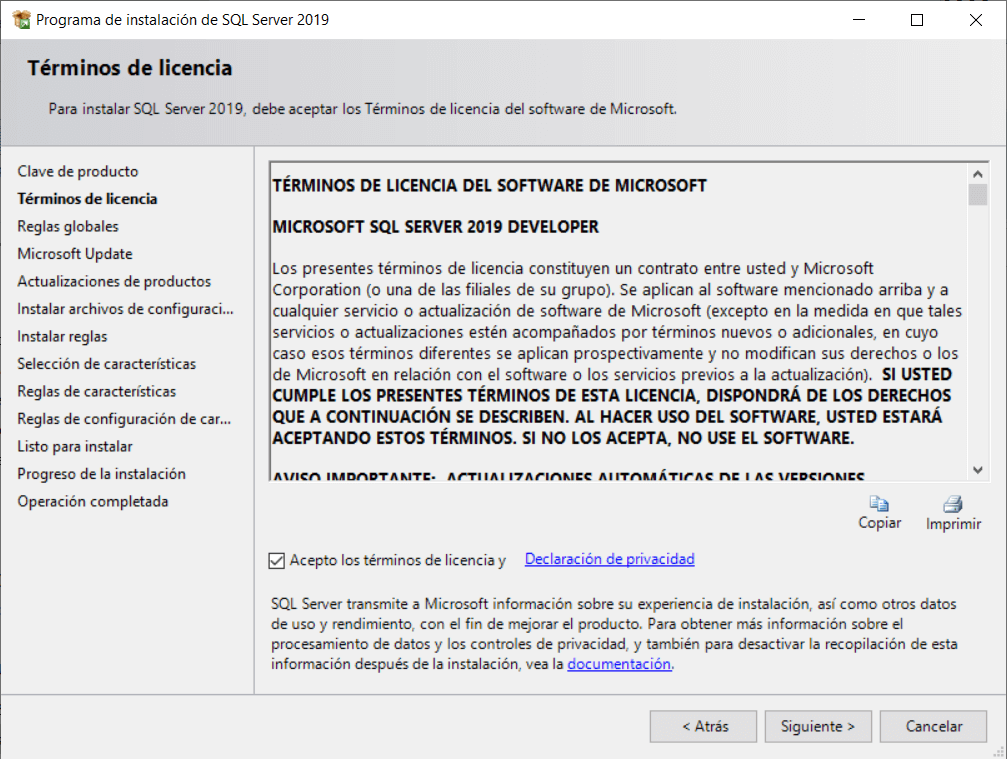 Programa de instalación de SQL Server 2019
Términos de licencia
Para instalar SQL Server 2019, debe aceptar los Términos de licencia del software de Microsoft.
Clave de producto
Términos de licencia
Reglas globales
Microsoft Update
Actualizaciones de productos
Instalar archivos de configuraci...
Instalar reglas
Selección de características
Reglas de características
Reglas de configuración de car...
Listo para instalar
Progreso de la instalación
Operación completada
TÉRMINOS DE LICENCIA DEL SOFTWARE DE MICROSOFT
MICROSOFT SQL SERVER 2019 DEVELOPER
Los presentes términos de licencia constituyen un contrato entre usted y Microsoft
Corporation (o una de las filiales de su grupo). Se aplican al software mencionado arriba y a
cualquier servicio o actualización de software de Microsoft (excepto en la medida en que tales
servicios o actualizaciones estén acompañados por términos nuevos o adicionales, en cuyo
caso esos términos diferentes se aplican prospectivamente y no modifican sus derechos o los
de Microsoft en relación con el software o los servicios previos a la actualización). SI USTED
CUMPLE LOS PRESENTES TÉRMINOS DE ESTA LICENCIA, DISPONDRÁ DE LOS DERECHOS
QUE A CONTINUACIÓN SE DESCRIBEN. AL HACER USO DEL SOFTWARE, USTED ESTARÁ
ACEPTANDO ESTOS TÉRMINOS. SI NO LOS ACEPTA, NO USE EL SOFTWARE.
AVISO IMPORTANTE: ACTUALIZACIONES AUTOMÁTICAS DE LAS VERSIONES
Copiar
Imprimir
Acepto los términos de licencia y Declaración de privacidad
SQL Server transmite a Microsoft información sobre su experiencia de instalación, así como otros datos
de uso y rendimiento, con el fin de mejorar el producto. Para obtener más información sobre el
procesamiento de datos y los controles de privacidad, y también para desactivar la recopilación de esta
información después de la instalación, vea la documentación.
< Atrás
Siguiente >
Cancelar